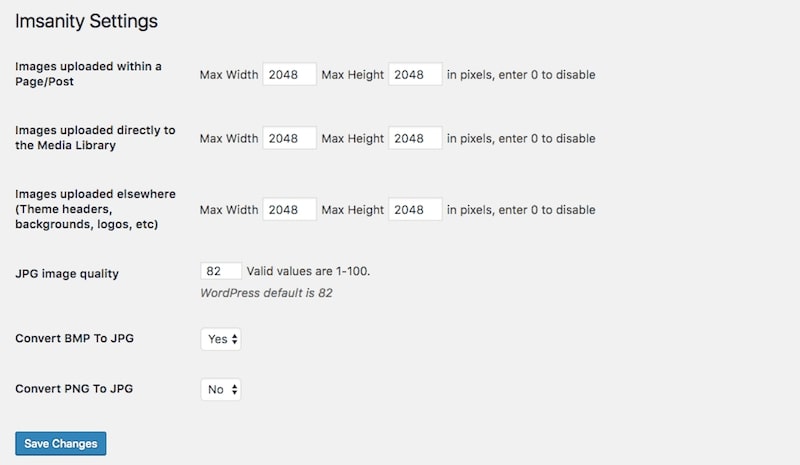 Imsanity Settings
Images uploaded within a
Page/Post
Max Width 2048 Max Height 2048 in pixels, enter 0 to disable
Images uploaded directly to
the Media Library
Max Width 2048 Max Height 2048 in pixels, enter 0 to disable
Images uploaded elsewhere
(Theme headers,
backgrounds, logos, etc)
Max Width 2048 Max Height 2048 in pixels, enter 0 to disable
JPG image quality
82 Valid values are 1-100.
WordPress default is 82
Convert BMP To JPG
Yes
Convert PNG To JPG
No
Save Changes